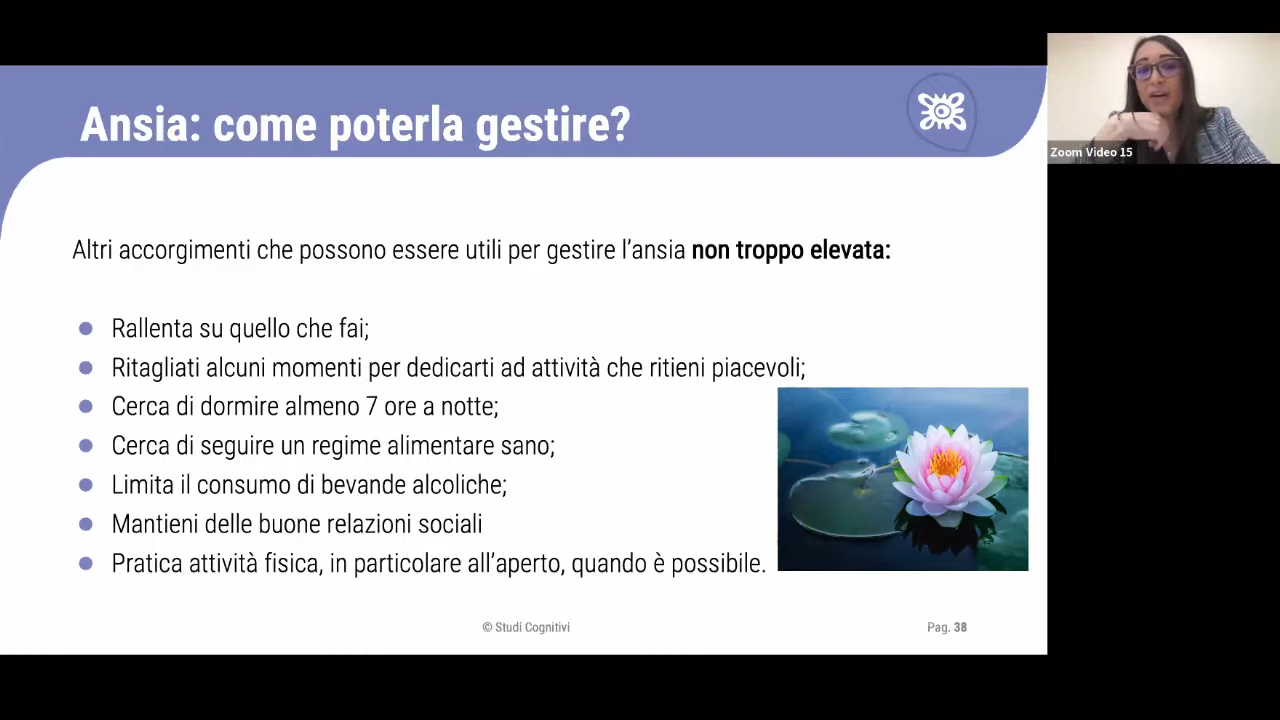 Ansia: come poterla gestire?
Zoom Video 15
Altri accorgimenti che possono essere utili per gestire l'ansia non troppo elevata:
Rallenta su quello che fai;
Ritagliati alcuni momenti per dedicarti ad attività che ritieni piacevoli;
Cerca di dormire almeno 7 ore a notte;
Cerca di seguire un regime alimentare sano;
Limita il consumo di bevande alcoliche;
Mantieni delle buone relazioni sociali
Pratica attività fisica, in particolare all'aperto, quando è possibile.
© Studi Cognitivi
Pag. 38